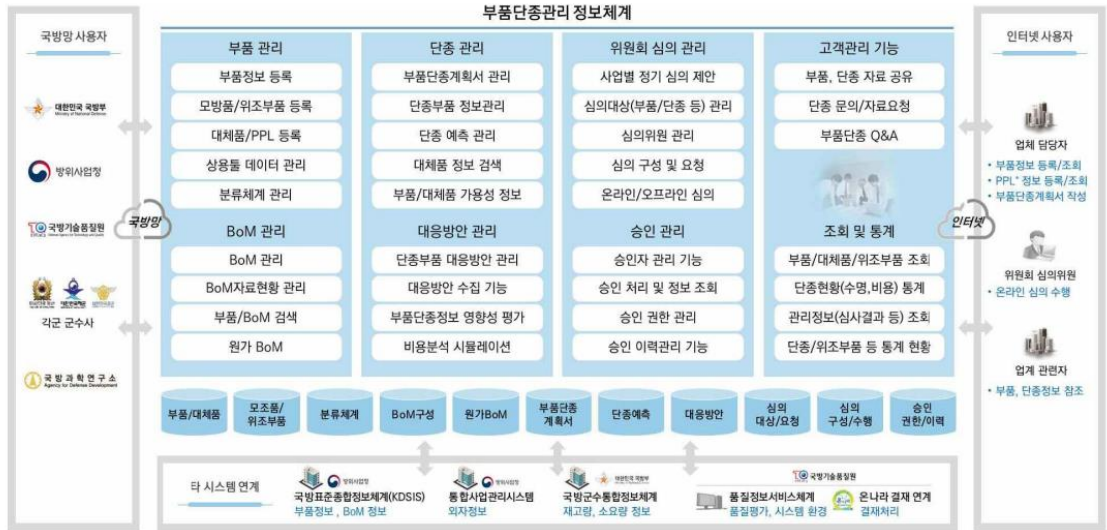 부품단종관리 정보체계
국방망 사용자
대한민국 국방부
Ministry of National Defense
방위사업청
국방기술품질원
각군 군수사
국방과학연구소
Agency for Defense Development
국방망
부품 관리
부품정보 등록
모방품/위조부품 등록
대체품/PPL 등록
상용툴 데이터 관리
분류체계 관리
단종 관리
부품단종계획서 관리
단종부품 정보관리
단종 예측 관리
대체품 정보 검색
부품/대체품 가용성 정보
위원회 심의 관리
사업별 정기 심의 제안
심의대상(부품/단종 등) 관리
심의위원 관리
심의 구성 및 요청
온라인/오프라인 심의
고객관리 기능
부품, 단종 자료 공유
단종 문의/자료요청
부품단종 Q&A
BoM 관리
BoM 관리
BoM자료현황 관리
부품/BoM 검색
원가 BoM
대응방안 관리
단종부품 대응방안 관리
대응방안 수집 기능
부품단종정보 영향성 평가
비용분석 시뮬레이션
승인 관리
승인자 관리 기능
승인 처리 및 정보 조회
승인 권한 관리
승인 이력관리 기능
조회 및 통계
부품/대체품/위조부품 조회
단종현황(수명,비용) 통계
관리정보(심사결과 등) 조회
단종/위조부품 등 통계 현황
인터넷
인터넷 사용자
업체 담당자
• 부품정보 등록/조회
• PPL* 정보 등록/조회
• 부품단종계획서 작성
위원회 심의위원
• 온라인 심의 수행
업계 관련자
• 부품, 단종정보 참조
부품/대체품
모조품/
위조부품
분류체계
BoM구성
원가BoM
부품단종
계획서
단종예측
대응방안
심의
대상/요청
심의
구성/수행
승인
권한/이력
타 시스템 연계
방위사업청
국방표준종합정보체계(KDSIS)
부품정보 , BoM 정보
방위사업청
통합사업관리시스템
외자정보
대한민국 국방부
국방군수통합정보체계
재고량, 소요량 정보
국방기술품질원
품질정보서비스체계
품질평가, 시스템 환경
온나라 결재 연계
결재처리